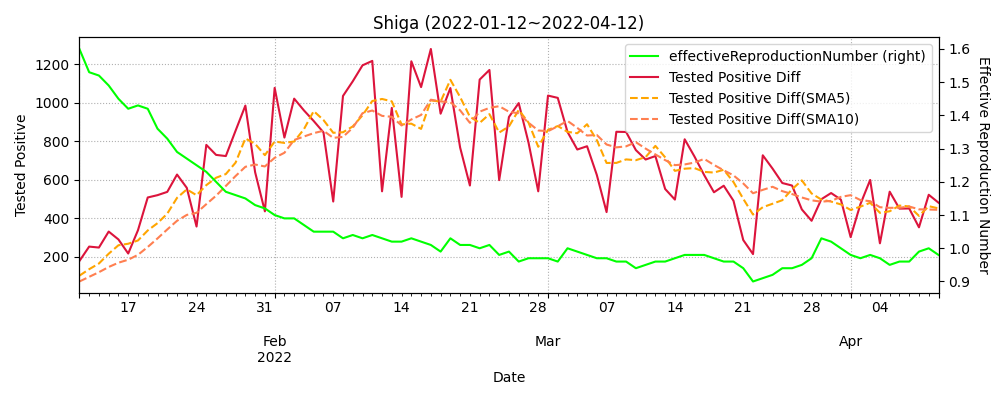 Shiga (2022-01-12~2022-04-12)
effectiveReproductionNumber (right)
Tested Positive Diff
Tested Positive Diff(SMA5)
Tested Positive Diff(SMA10)
Tested Positive
1200
1000
800
600
400
200
1.6
1.5
1.4
1.3
1.2
1.1
1.0
0.9
Effective Reproduction Number
17 24 31 07 14 21 28 07 14 21 28 04
Feb Mar Apr
2022
Date